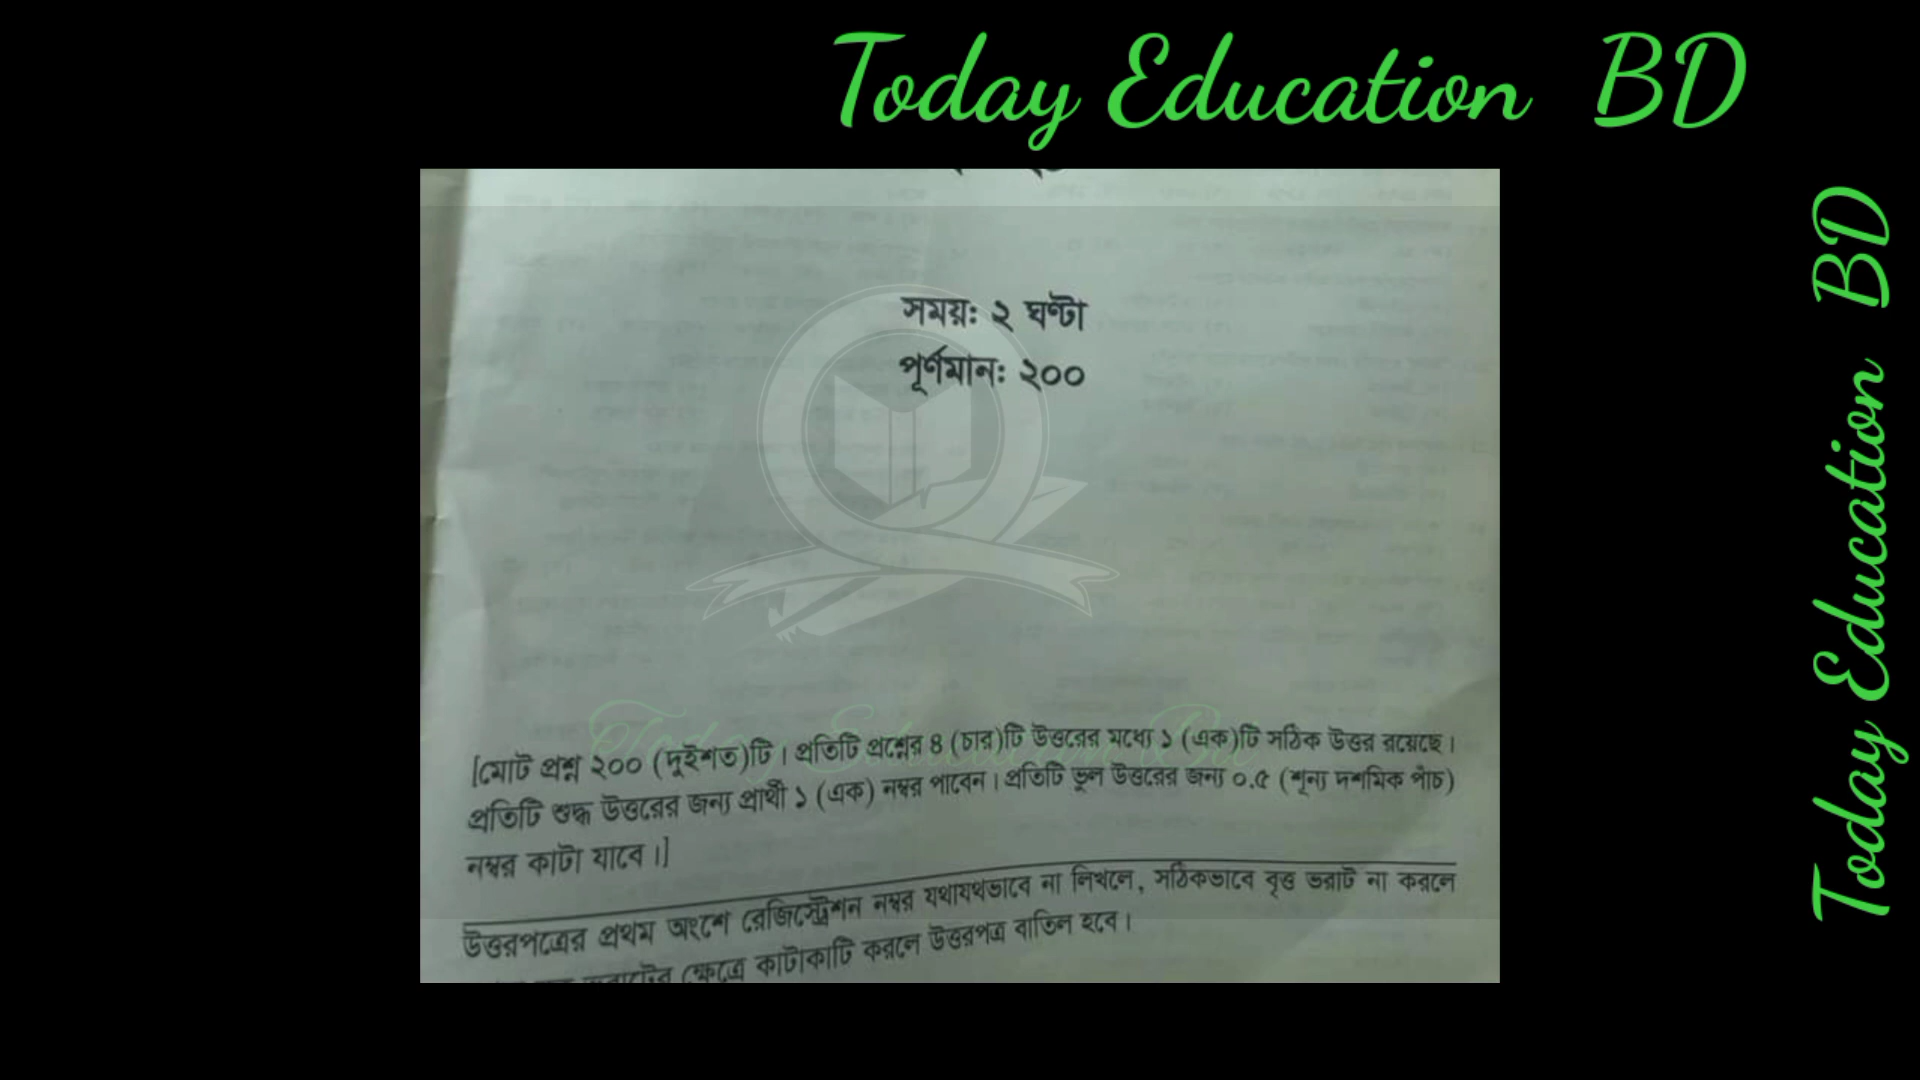 Today Education BD
সময়ঃ ২ ঘণ্টা
পূর্ণমানঃ ২০০
Today Education Bd
[মোট প্রশ্ন ২০০ (দুইশত)টি। প্রতিটি প্রশ্নের ৪ (চার)টি উত্তরের মধ্যে ১ (এক)টি সঠিক উত্তর রয়েছে।
প্রতিটি শুদ্ধ উত্তরের জন্য প্রার্থী ১ (এক) নম্বর পাবেন। প্রতিটি ভুল উত্তরের জন্য ০.৫ (শূন্য দশমিক পাঁচ)
নম্বর কাটা যাবে।]
উত্তরপত্রের প্রথম অংশে রেজিস্ট্রেশন নম্বর যথাযথভাবে না লিখলে, সঠিকভাবে বৃত্ত ভরাট না করলে
ক্ষেত্রে কাটাকাটি করলে উত্তরপত্র বাতিল হবে।
Today Education BD